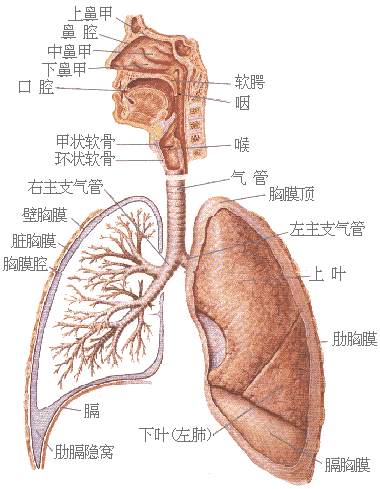 上鼻甲
鼻腔
中鼻甲
下鼻甲
口腔
软腭
咽
甲状软骨
环状软骨
喉
气管
右主支气管
胸膜顶
壁胸膜
左主支气管
脏胸膜
胸膜腔
上叶
肋胸膜
膈
下叶(左肺)
肋膈隐窝
膈胸膜